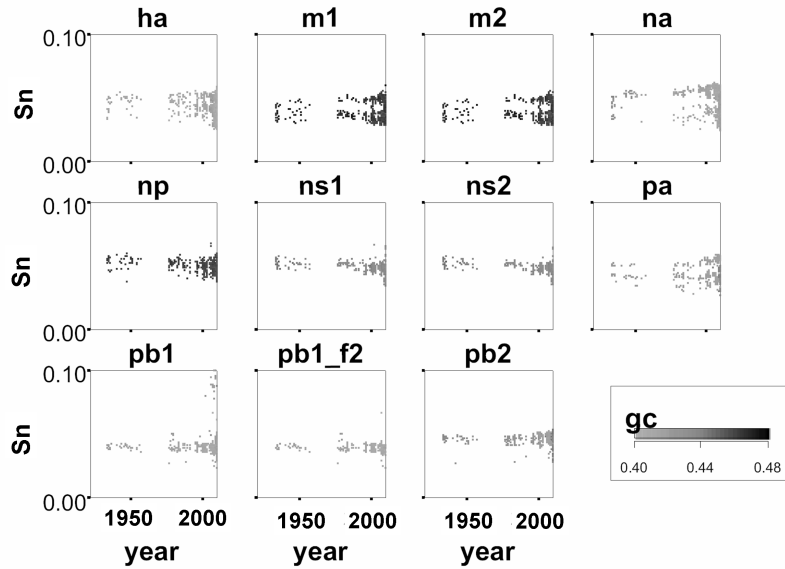 ha m1 m2 na
0.10
Sn
0.00
np ns1 ns2 pa
0.10
Sn
0.00
pb1 pb1_f2 pb2
0.10
Sn
0.00
gc
0.40 0.44 0.48
1950 2000 1950 2000 1950 2000
year year year